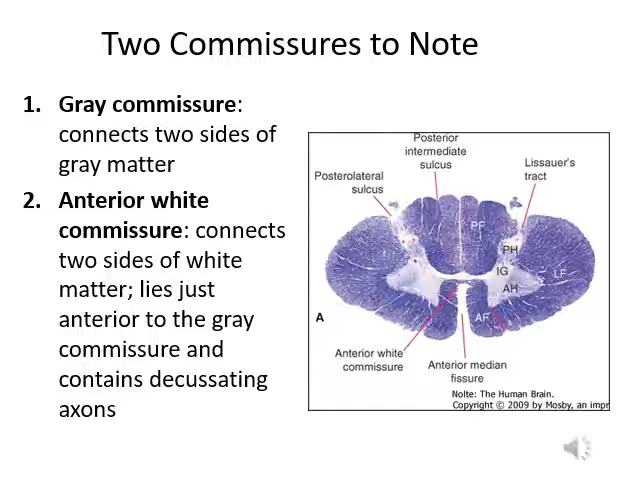 Two Commissures to Note
1. Gray commissure:
connects two sides of
gray matter
2. Anterior white
commissure: connects
two sides of white
matter; lies just
anterior to the gray
commissure and
contains decussating
axons
Posterior
intermediate
sulcus
Lissauer's
tract
Posterolateral
sulcus
PF
PH
IG
LF
AH
A
AF
Anterior white
commissure
Anterior median
fissure
Nolte: The Human Brain.
Copyright © 2009 by Mosby, an impr